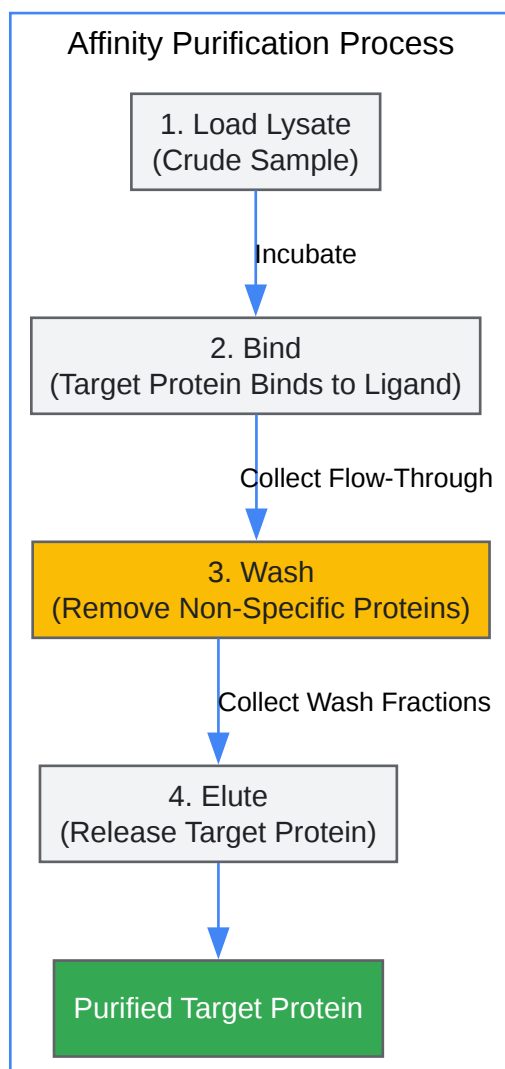 Affinity Purification Process
1. Load Lysate
(Crude Sample)
Incubate
2. Bind
(Target Protein Binds to Ligand)
Collect Flow-Through
3. Wash
(Remove Non-Specific Proteins)
Collect Wash Fractions
4. Elute
(Release Target Protein)
Purified Target Protein